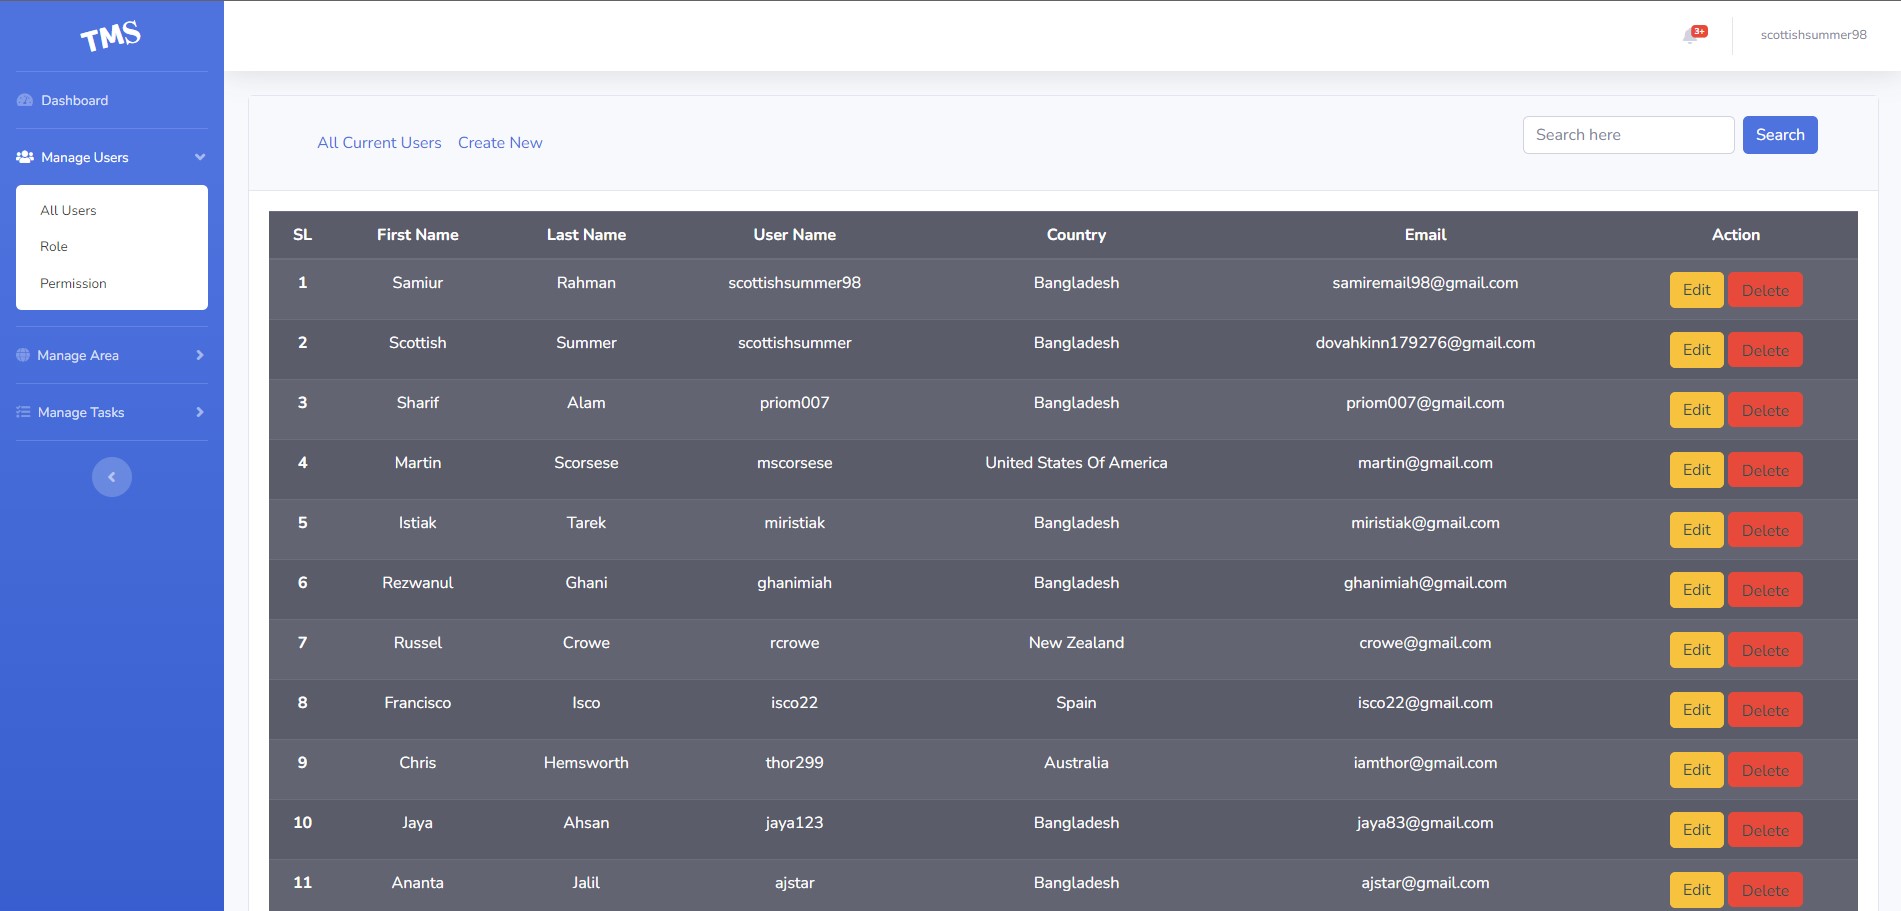 TMS
3+
scottishsummer98
Dashboard
Manage Users
All Users
Role
Permission
Manage Area
Manage Tasks
All Current Users Create New
Search here Search
SL First Name Last Name User Name Country Email Action
1 Samiur Rahman scottishsummer98 Bangladesh samiremail98@gmail.com Edit Delete
2 Scottish Summer scottishsummer Bangladesh dovahkinn179276@gmail.com Edit Delete
3 Sharif Alam priom007 Bangladesh priom007@gmail.com Edit Delete
4 Martin Scorsese mscorsese United States Of America martin@gmail.com Edit Delete
5 Istiak Tarek miristiak Bangladesh miristiak@gmail.com Edit Delete
6 Rezwanul Ghani ghanimiah Bangladesh ghanimiah@gmail.com Edit Delete
7 Russel Crowe rcrowe New Zealand crowe@gmail.com Edit Delete
8 Francisco Isco isco22 Spain isco22@gmail.com Edit Delete
9 Chris Hemsworth thor299 Australia iamthor@gmail.com Edit Delete
10 Jaya Ahsan jaya123 Bangladesh jaya83@gmail.com Edit Delete
11 Ananta Jalil ajstar Bangladesh ajstar@gmail.com Edit Delete